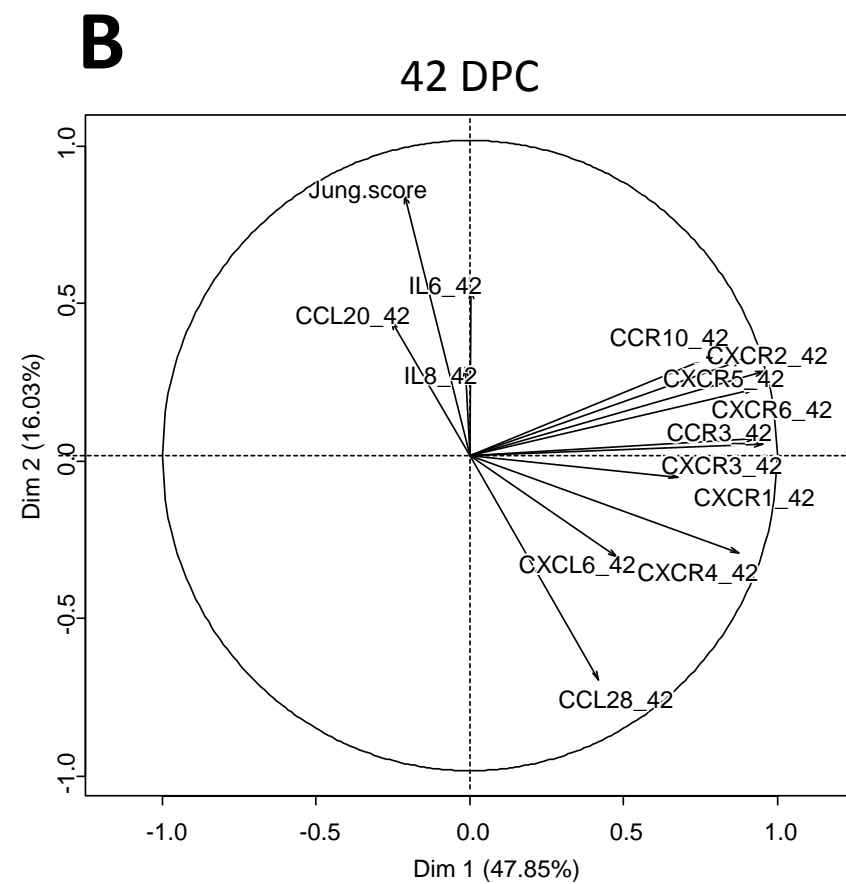 B
42 DPC
1.0
Jung.score
IL6_42
0.5
CCL20_42
CCR10_42
CXCR2_42
IL8_42
CXCR5_42
CXCR6_42
CCR3_42
0.0
CXCR3_42
CXCR1_42
CXCL6_42
CXCR4_42
-0.5
CCL28_42
-1.0
Dim 2 (16.03%)
-1.0 -0.5 0.0 0.5 1.0
Dim 1 (47.85%)